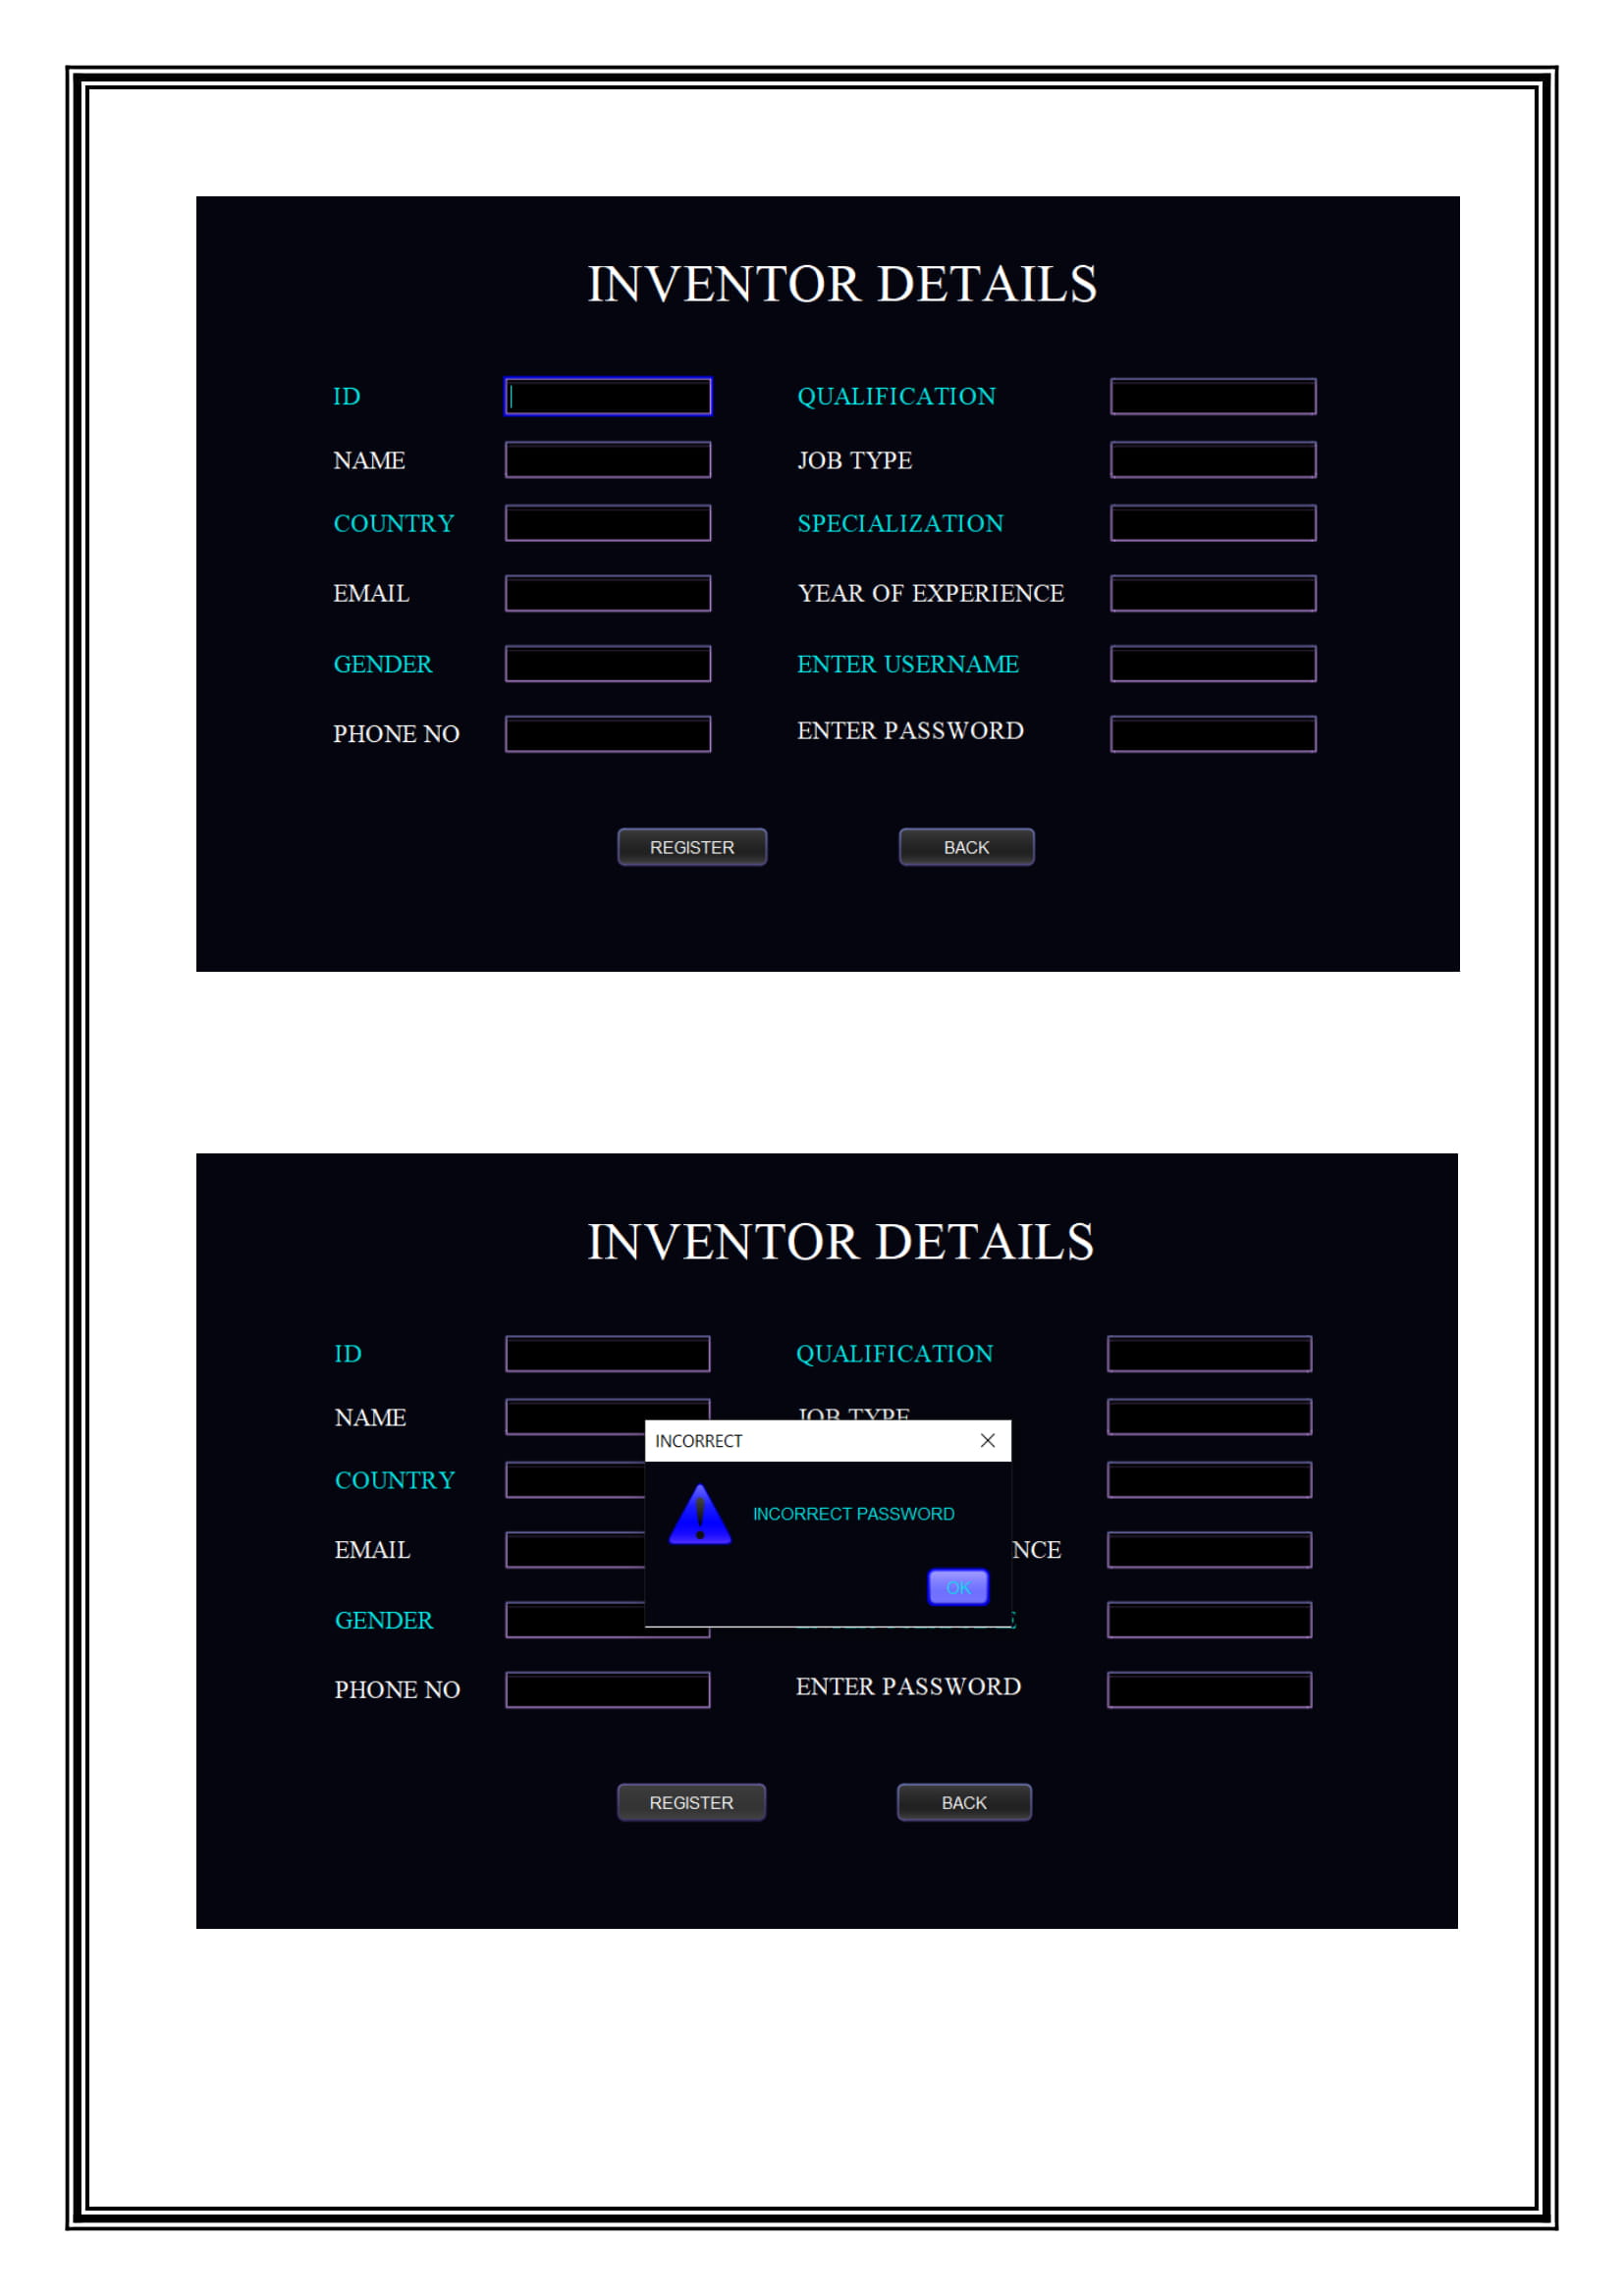 INVENTOR DETAILS
ID QUALIFICATION
NAME JOB TYPE
COUNTRY SPECIALIZATION
EMAIL YEAR OF EXPERIENCE
GENDER ENTER USERNAME
PHONE NO ENTER PASSWORD
REGISTER BACK
INVENTOR DETAILS
ID QUALIFICATION
NAME JOB TYPE
INCORRECT
COUNTRY
INCORRECT PASSWORD
EMAIL NCE
OK
GENDER
PHONE NO ENTER PASSWORD
REGISTER BACK